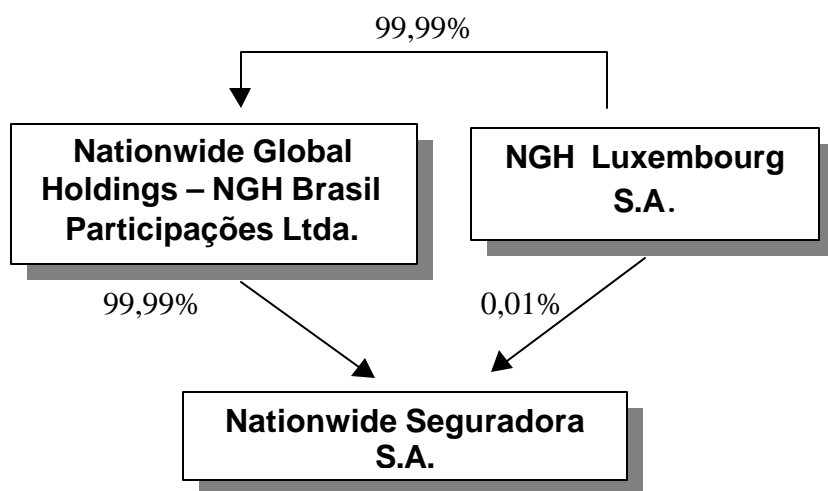 99,99%
Nationwide Global
Holdings – NGH Brasil
Participações Ltda.
NGH Luxembourg
S.A.
99,99%
0,01%
Nationwide Seguradora
S.A.